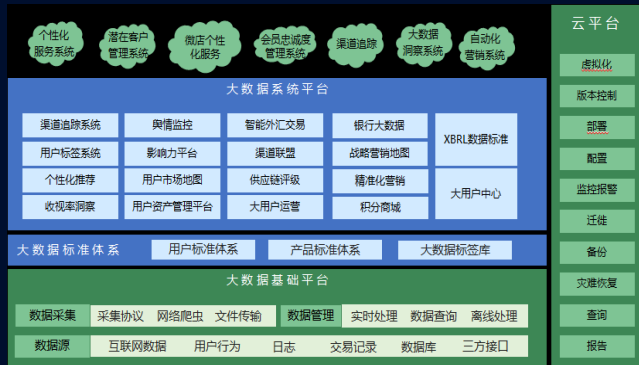 个性化
服务系统
潜在客户
管理系统
微店个性
化服务
会员忠诚度
管理系统
渠道追踪
大数据
洞察系统
自动化
营销系统
大数据系统平台
渠道追踪系统
舆情监控
智能外汇交易
银行大数据
XBRL数据标准
用户标签系统
影响力平台
渠道联盟
战略营销地图
个性化推荐
用户市场地图
供应链评级
精准化营销
大用户中心
收视率洞察
用户资产管理平台
大用户运营
积分商城
大数据标准体系
用户标准体系
产品标准体系
大数据标签库
大数据基础平台
数据采集
采集协议 网络爬虫 文件传输
数据管理
实时处理 数据查询 离线处理
数据源
互联网数据 用户行为 日志 交易记录 数据库 三方接口
云平台
虚拟化
版本控制
部署
配置
监控报警
迁徙
备份
灾难恢复
查询
报告